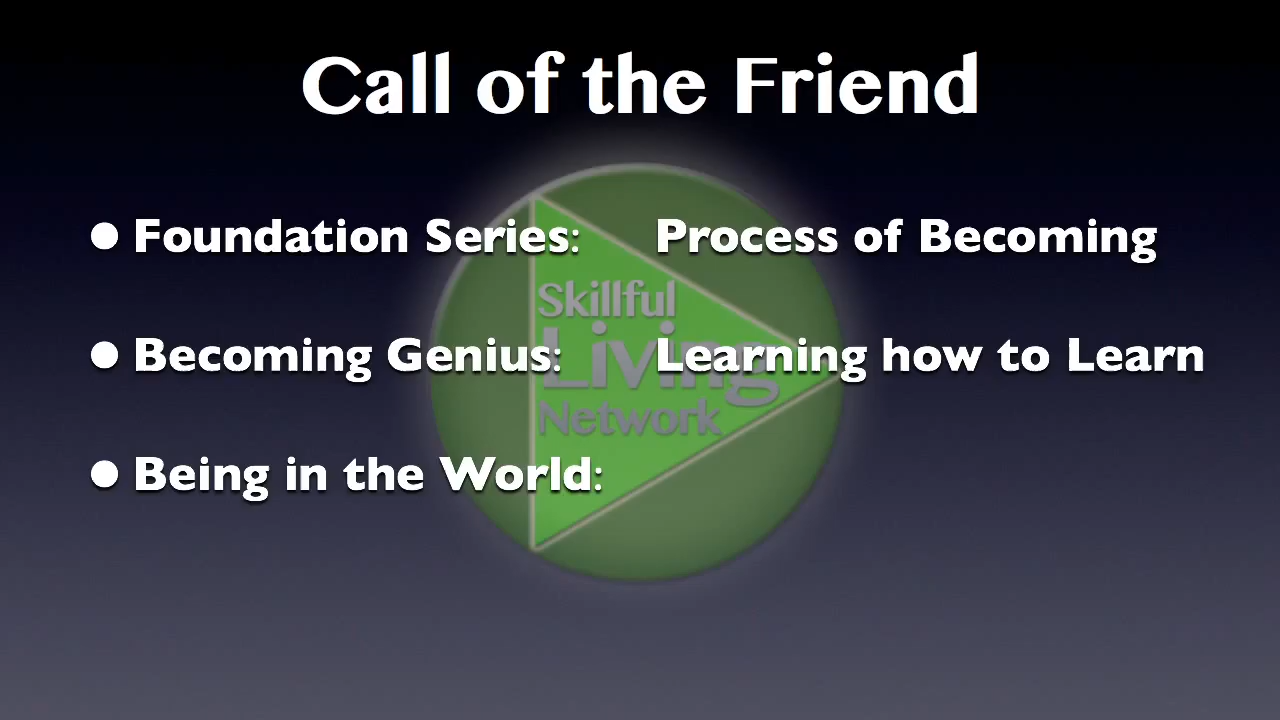 Call of the Friend
• Foundation Series: Process of Becoming
Skillful
• Becoming Genius: Learning how to Learn
Living
Network
• Being in the World: